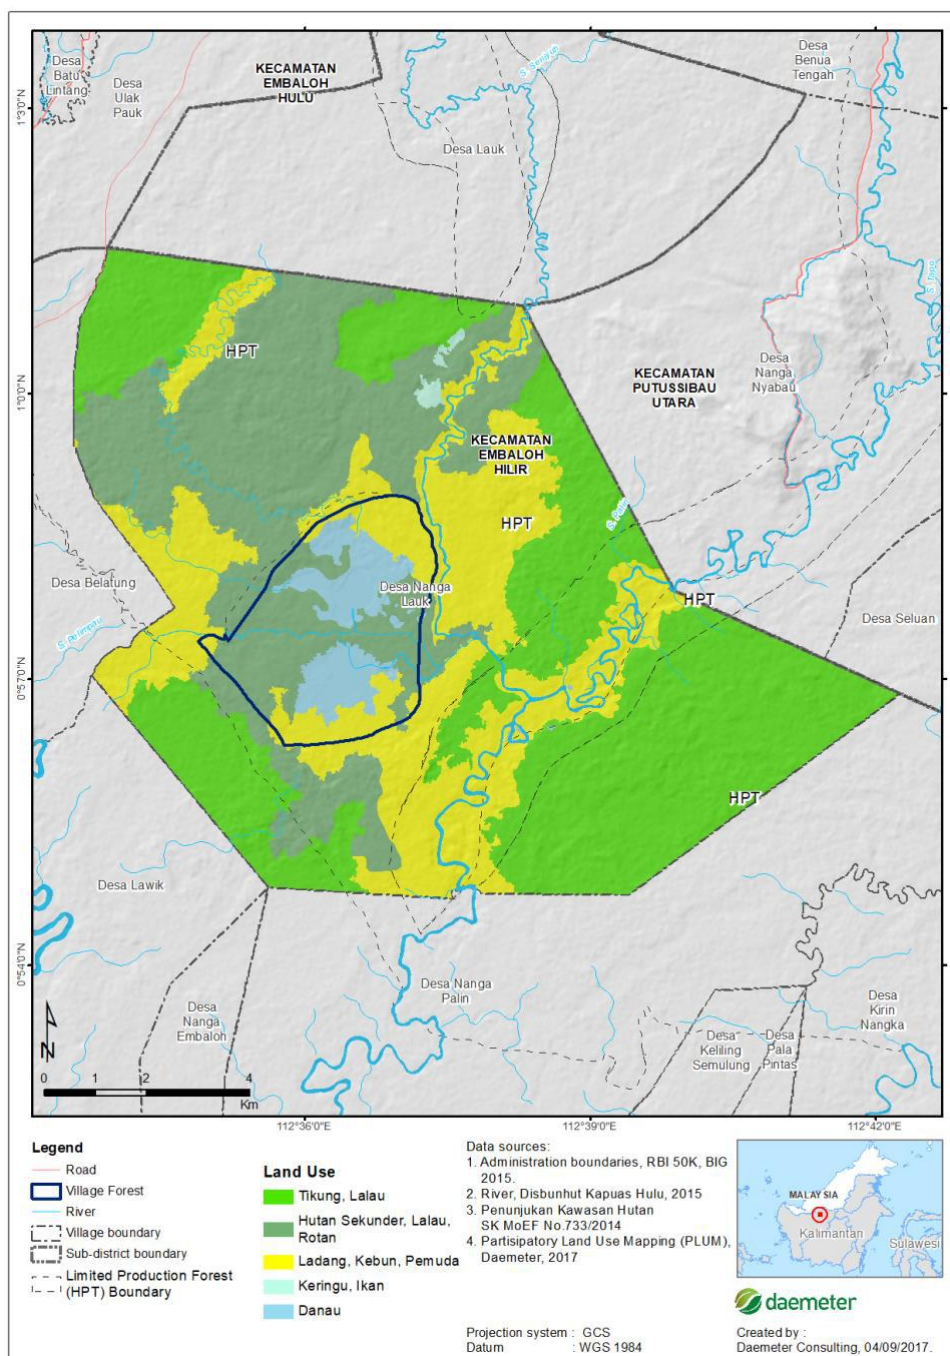 Desa
Batu
Lintang
Desa
Ulak
Pauk
KECAMATAN
EMBALOH
HULU
S. Seriaun
Desa
Benua
Tengah
1°3'0"N
Desa Lauk
HPT
1°0'0"N
KECAMATAN
PUTUSSIBAU
UTARA
Desa
Nanga
Nyabau
KECAMATAN
EMBALOH
HILIR
HPT
Desa Belatung
Desa Nanga
Lauk
HPT
Desa Seluan
0°57'0"N
HPT
Desa Lawik
0°54'0"N
Desa Nanga
Palin
Desa
Nanga
Embaloh
Desa
Keliling
Semulung
Desa
Pala
Pintas
Desa
Kirin
Nangka
N
0 1 2 4
Km
112°36'0"E
112°39'0"E
112°42'0"E
Legend
Road
Village Forest
River
Village boundary
Sub-district boundary
Limited Production Forest
(HPT) Boundary
Land Use
Tikung, Lalau
Hutan Sekunder, Lalau,
Rotan
Ladang, Kebun, Pemuda
Keringu, Ikan
Danau
Data sources:
1. Administration boundaries, RBI 50K, BIG
2015.
2. River, Disbunhut Kapuas Hulu, 2015
3. Penunjukan Kawasan Hutan
SK MoEF No.733/2014
4. Partisipatory Land Use Mapping (PLUM),
Daemeter, 2017
Projection system : GCS
Datum : WGS 1984
MALAYSIA
Kalimantan
Sulawesi
daemeter
Created by :
Daemeter Consulting, 04/09/2017.